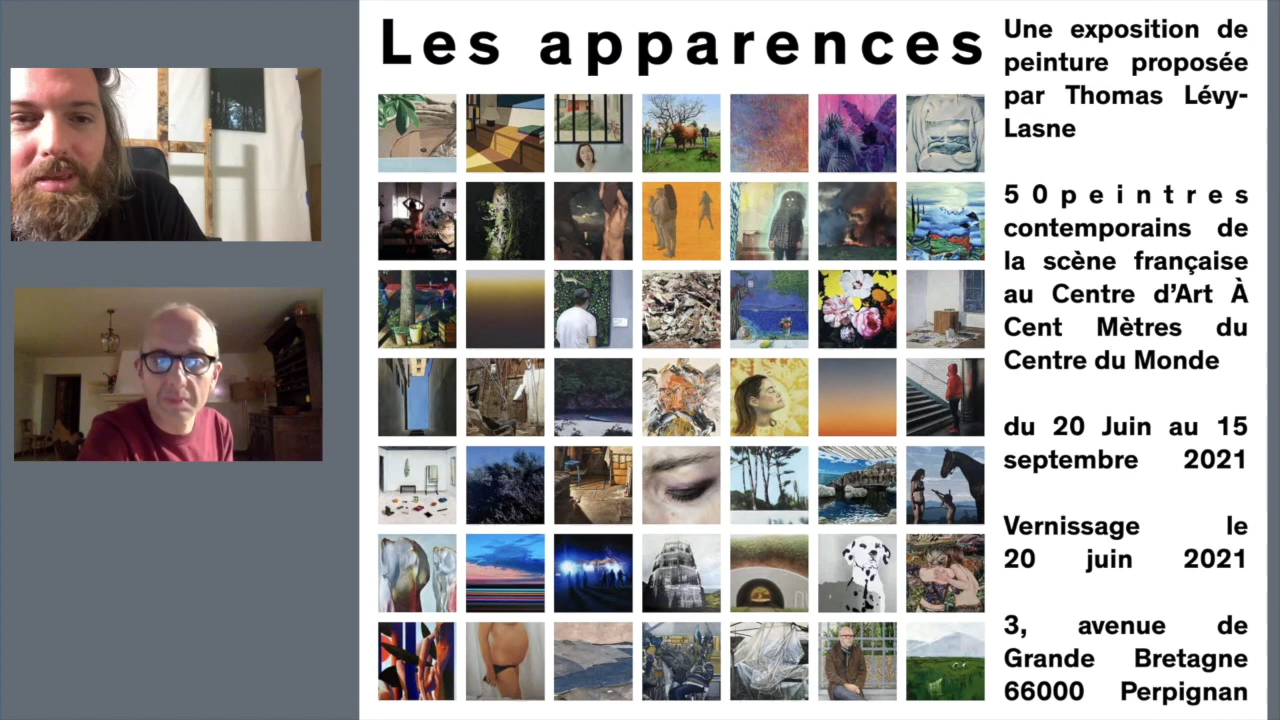 Les apparences
Une exposition de
peinture proposée
par Thomas Lévy-
Lasne
50 peintres
contemporains de
la scène française
au Centre d'Art À
Cent Mètres du
Centre du Monde
du 20 Juin au 15
septembre 2021
Vernissage le
20 juin 2021
3, avenue de
Grande Bretagne
66000 Perpignan